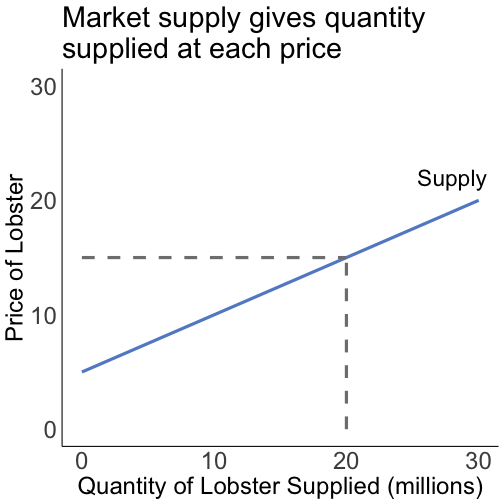 Market supply gives quantity
supplied at each price
Price of Lobster
30
20
10
0
Supply
0 10 20 30
Quantity of Lobster Supplied (millions)